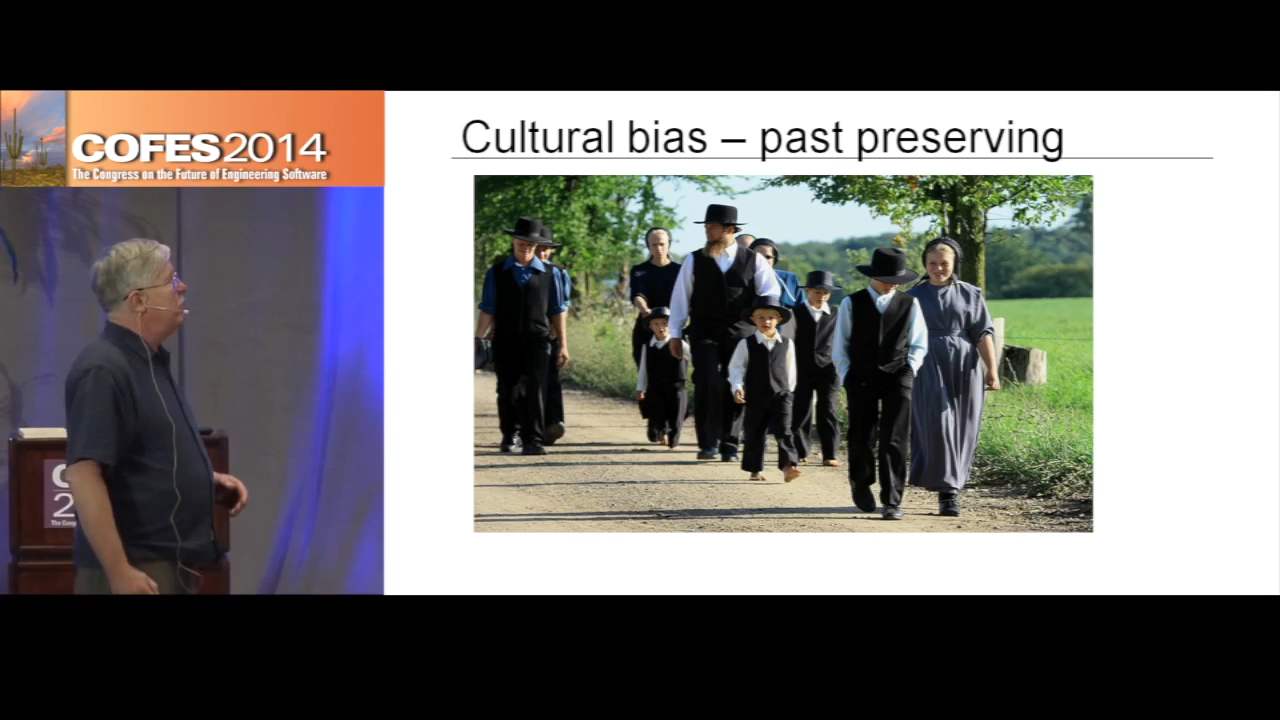 COFES2014
The Congress on the Future of Engineering Software
Cultural bias – past preserving